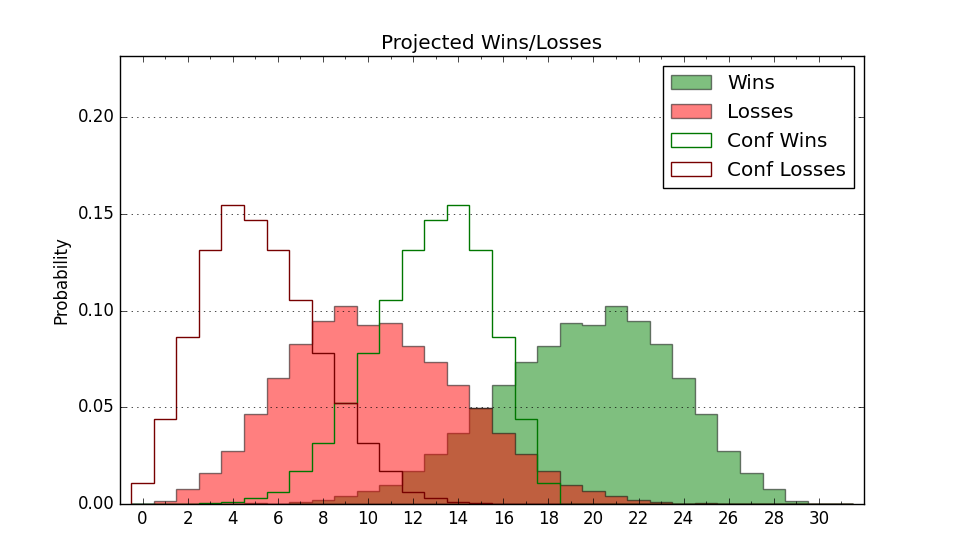 Projected Wins/Losses
Wins
Losses
Conf Wins
Conf Losses
Probability
0.20
0.15
0.10
0.05
0.00
0 2 4 6 8 10 12 14 16 18 20 22 24 26 28 30